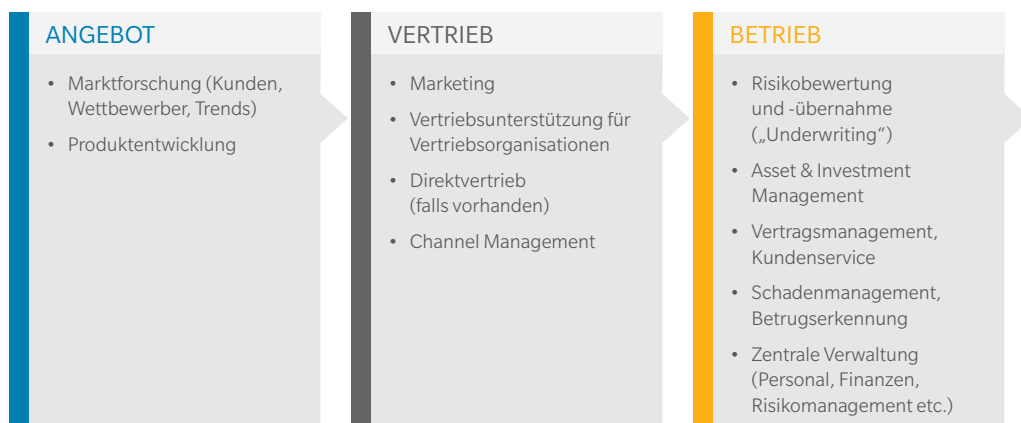 ANGEBOT
• Marktforschung (Kunden,
Wettbewerber, Trends)
• Produktentwicklung
VERTRIEB
• Marketing
• Vertriebsunterstützung für
Vertriebsorganisationen
• Direktvertrieb
(falls vorhanden)
• Channel Management
BETRIEB
• Risikobewertung
und -übernahme
(„Underwriting“)
• Asset & Investment
Management
• Vertragsmanagement,
Kundenservice
• Schadenmanagement,
Betrugserkennung
• Zentrale Verwaltung
(Personal, Finanzen,
Risikomanagement etc.)